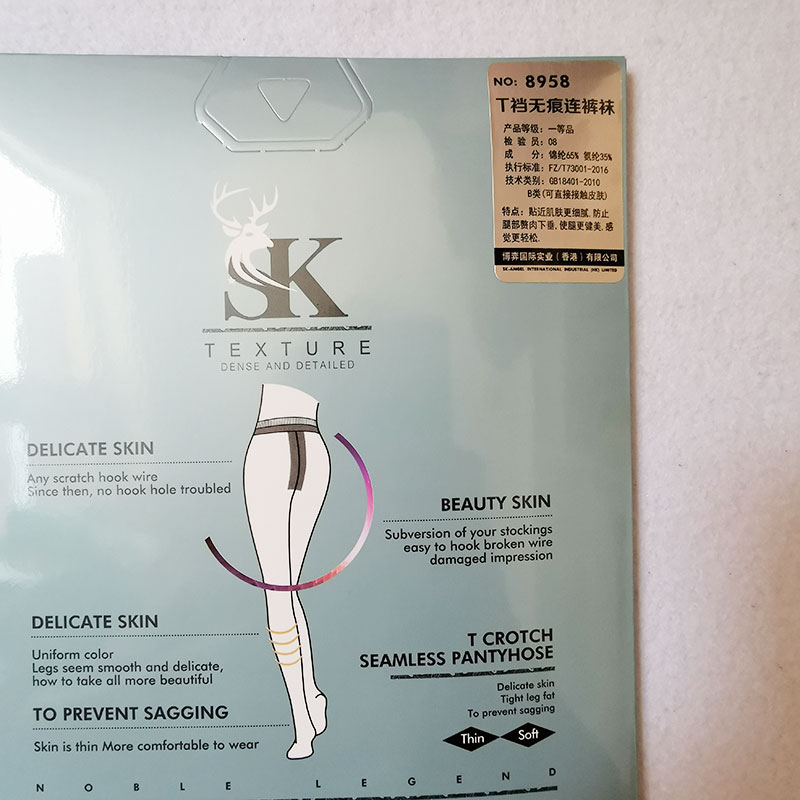 NO: 8958
T裆无痕连裤袜
产品等级：一等品
检 验 员：08
成 分：锦纶65% 氨纶35%
执行标准：FZ/T73001-2016
技术类别：GB18401-2010
B类(可直接接触皮肤)
特点：贴近肌肤更细腻.防止
腿部赘肉下垂,使腿更健美.感
觉更轻松.
博弈国际实业（香港）有限公司
SK-ANGEL INTERNATIONAL INDUSTRIAL (HK) LIMITED
SK
TEXTURE
DENSE AND DETAILED
DELICATE SKIN
Any scratch hook wire
Since then, no hook hole troubled
BEAUTY SKIN
Subversion of your stockings
easy to hook broken wire
damaged impression
DELICATE SKIN
Uniform color
Legs seem smooth and delicate,
how to take all more beautiful
T CROTCH
SEAMLESS PANTYHOSE
Delicate skin
Tight leg fat
To prevent sagging
Thin Soft
TO PREVENT SAGGING
Skin is thin More comfortable to wear
NOBLE LEGEND